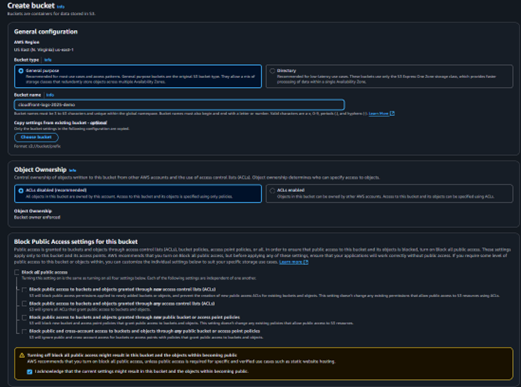 Create bucket Info
Buckets are containers for data stored in S3.
General configuration
AWS Region
US East (N. Virginia) us-east-1
Bucket type Info
General purpose
Recommended for most use cases and access patterns. General purpose buckets are the original S3 bucket type. They allow a mix of storage classes that redundantly store objects across multiple Availability Zones.
Directory
Recommended for low-latency use cases. These buckets use only the S3 Express One Zone storage class, which provides faster processing of data within a single Availability Zone.
Bucket name Info
cloudfront-logs-2025-demo
Bucket names must be 3 to 63 characters and unique within the global namespace. Bucket names must also begin and end with a letter or number. Valid characters are a-z, 0-9, periods (.), and hyphens (-). Learn More
Copy settings from existing bucket - optional
Only the bucket settings in the following configuration are copied.
Choose bucket
Format: s3://bucket/prefix
Object Ownership Info
Control ownership of objects written to this bucket from other AWS accounts and the use of access control lists (ACLs). Object ownership determines who can specify access to objects.
ACLs disabled (recommended)
All objects in this bucket are owned by this account. Access to this bucket and its objects is specified using only policies.
ACLs enabled
Objects in this bucket can be owned by other AWS accounts. Access to this bucket and its objects can be specified using ACLs.
Object Ownership
Bucket owner enforced
Block Public Access settings for this bucket
Public access is granted to buckets and objects through access control lists (ACLs), bucket policies, access point policies, or all. In order to ensure that public access to this bucket and its objects is blocked, turn on Block all public access. These settings apply only to this bucket and its access points. AWS recommends that you turn on Block all public access, but before applying any of these settings, ensure that your applications will work correctly without public access. If you require some level of public access to this bucket or objects within, you can customize the individual settings below to suit your specific storage use cases. Learn more
Block all public access
Turning this setting on is the same as turning on all four settings below. Each of the following settings are independent of one another.
Block public access to buckets and objects granted through new access control lists (ACLs)
S3 will block public access permissions applied to newly added buckets or objects, and prevent the creation of new public access ACLs for existing buckets and objects. This setting doesn't change any existing permissions that allow public access to S3 resources using ACLs.
Block public access to buckets and objects granted through any access control lists (ACLs)
S3 will ignore all ACLs that grant public access to buckets and objects.
Block public access to buckets and objects granted through new public bucket or access point policies
S3 will block new bucket and access point policies that grant public access to buckets and objects. This setting doesn't change any existing policies that allow public access to S3 resources.
Block public and cross-account access to buckets and objects through any public bucket or access point policies
S3 will ignore public and cross-account access for buckets or access points with policies that grant public access to buckets and objects.
Turning off block all public access might result in this bucket and the objects within becoming public
AWS recommends that you turn on block all public access, unless public access is required for specific and verified use cases such as static website hosting.
I acknowledge that the current settings might result in this bucket and the objects within becoming public.